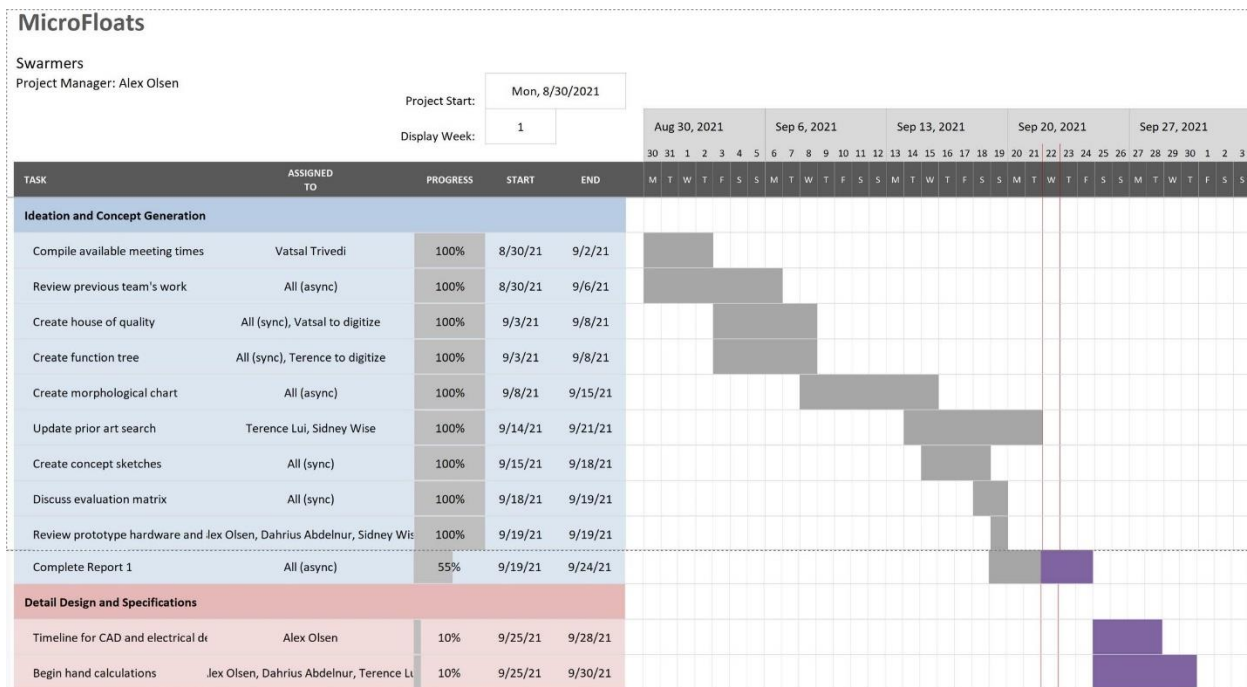 MicroFloats
Swarmers
Project Manager: Alex Olsen
Project Start: Mon, 8/30/2021
Display Week: 1
Aug 30, 2021 Sep 6, 2021 Sep 13, 2021 Sep 20, 2021 Sep 27, 2021
30 31 1 2 3 4 5 6 7 8 9 10 11 12 13 14 15 16 17 18 19 20 21 22 23 24 25 26 27 28 29 30 1 2 3
TASK ASSIGNED TO PROGRESS START END M T W T F S S M T W T F S S M T W T F S S M T W T F S S M T W T F S S
Ideation and Concept Generation
Compile available meeting times Vatsal Trivedi 100% 8/30/21 9/2/21
Review previous team's work All (async) 100% 8/30/21 9/6/21
Create house of quality All (sync), Vatsal to digitize 100% 9/3/21 9/8/21
Create function tree All (sync), Terence to digitize 100% 9/3/21 9/8/21
Create morphological chart All (async) 100% 9/8/21 9/15/21
Update prior art search Terence Lui, Sidney Wise 100% 9/14/21 9/21/21
Create concept sketches All (sync) 100% 9/15/21 9/18/21
Discuss evaluation matrix All (sync) 100% 9/18/21 9/19/21
Review prototype hardware and lex Olsen, Dahrius Abdelnur, Sidney Wis 100% 9/19/21 9/19/21
Complete Report 1 All (async) 55% 9/19/21 9/24/21
Detail Design and Specifications
Timeline for CAD and electrical de Alex Olsen 10% 9/25/21 9/28/21
Begin hand calculations lex Olsen, Dahrius Abdelnur, Terence Lu 10% 9/25/21 9/30/21